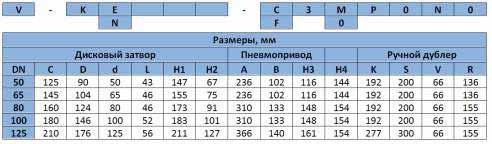 V - K E - C 3 M P 0 N 0
N F 0
Размеры, мм
Дисковый затвор Пневмопривод Ручной дублер
DN C D d L H1 H2 A B H3 H4 K S V R
50 125 90 50 43 147 67 236 102 116 144 192 200 66 136
65 145 104 65 46 155 75 236 102 116 144 192 200 66 136
80 160 124 80 46 173 91 310 133 148 154 192 200 66 155
100 180 146 100 52 183 101 310 133 148 154 192 200 66 155
125 210 176 125 56 211 127 366 140 161 154 277 300 66 155